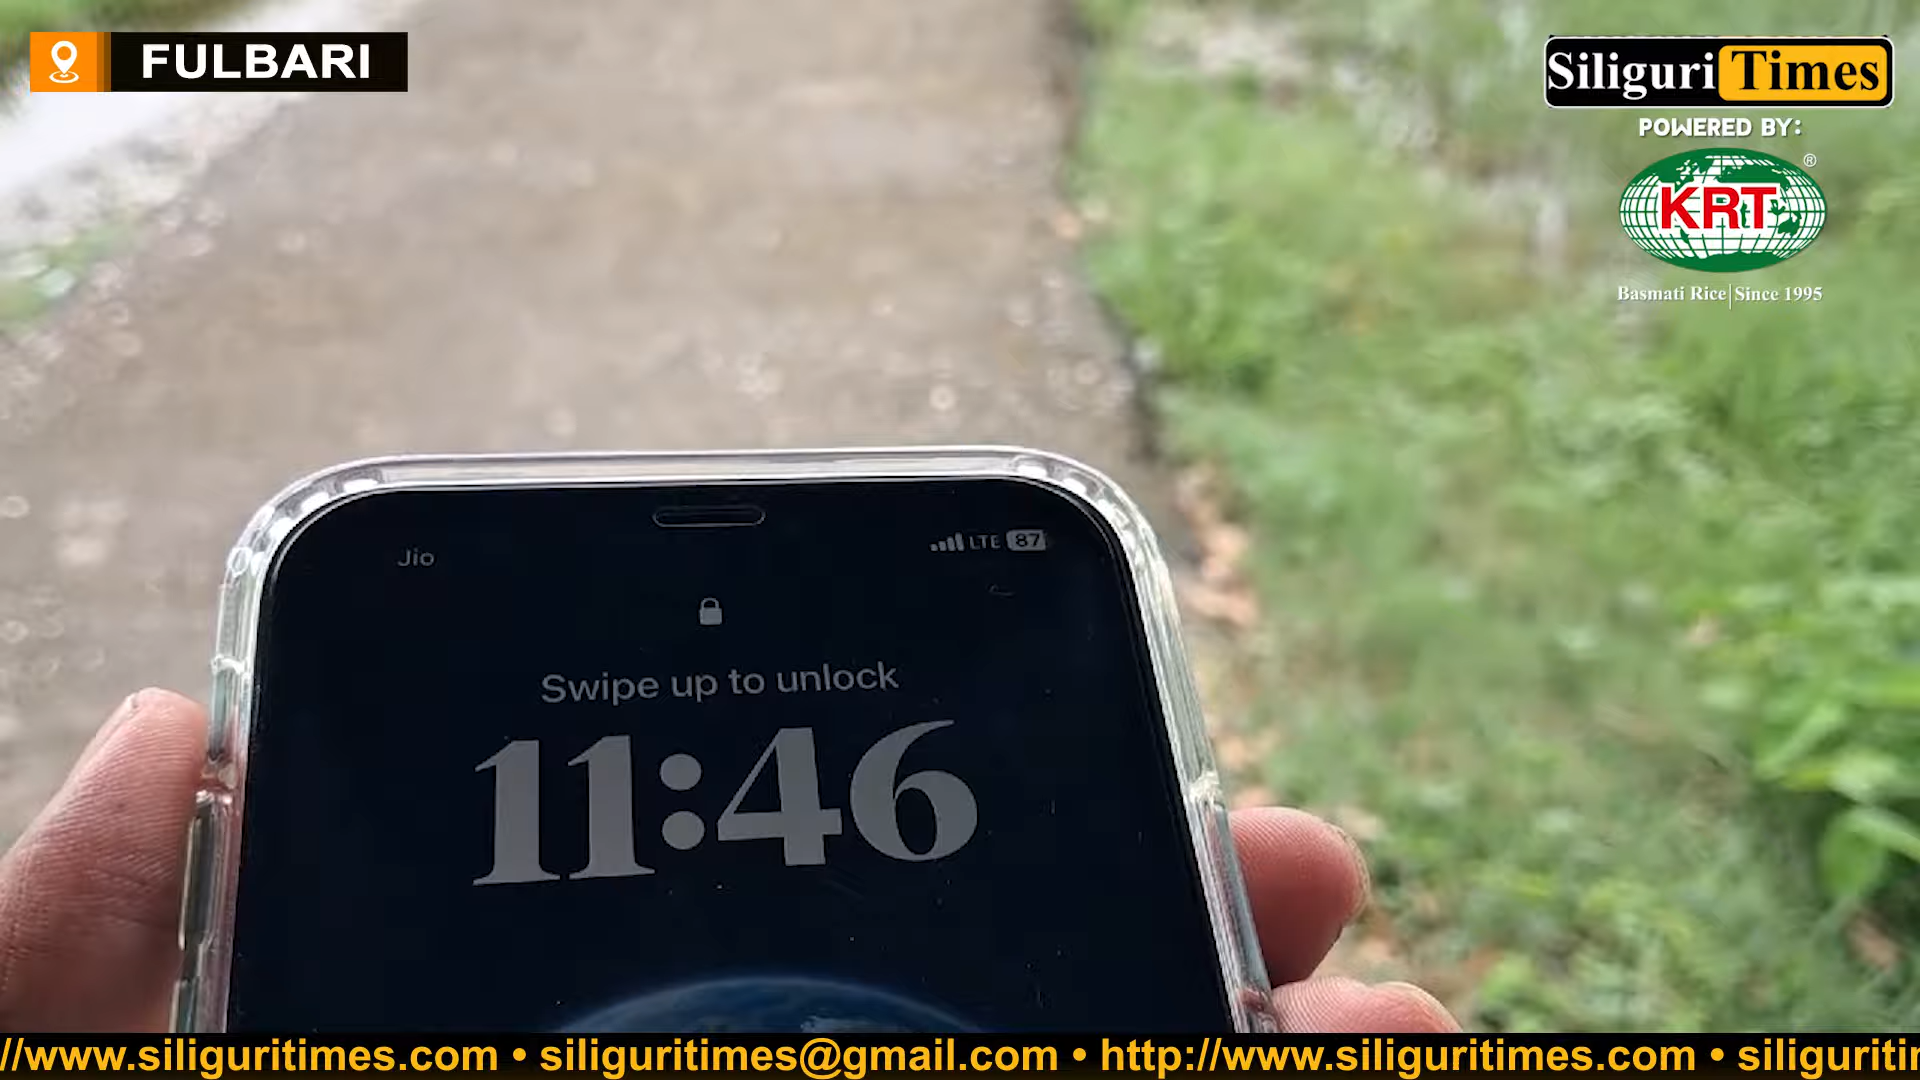 FULBARI
Siliguri Times
POWERED BY:
KRT
®
Basmati Rice | Since 1995
Jio
LTE 87
Swipe up to unlock
11:46
//www.siliguritimes.com • siliguritimes@gmail.com • http://www.siliguritimes.com •